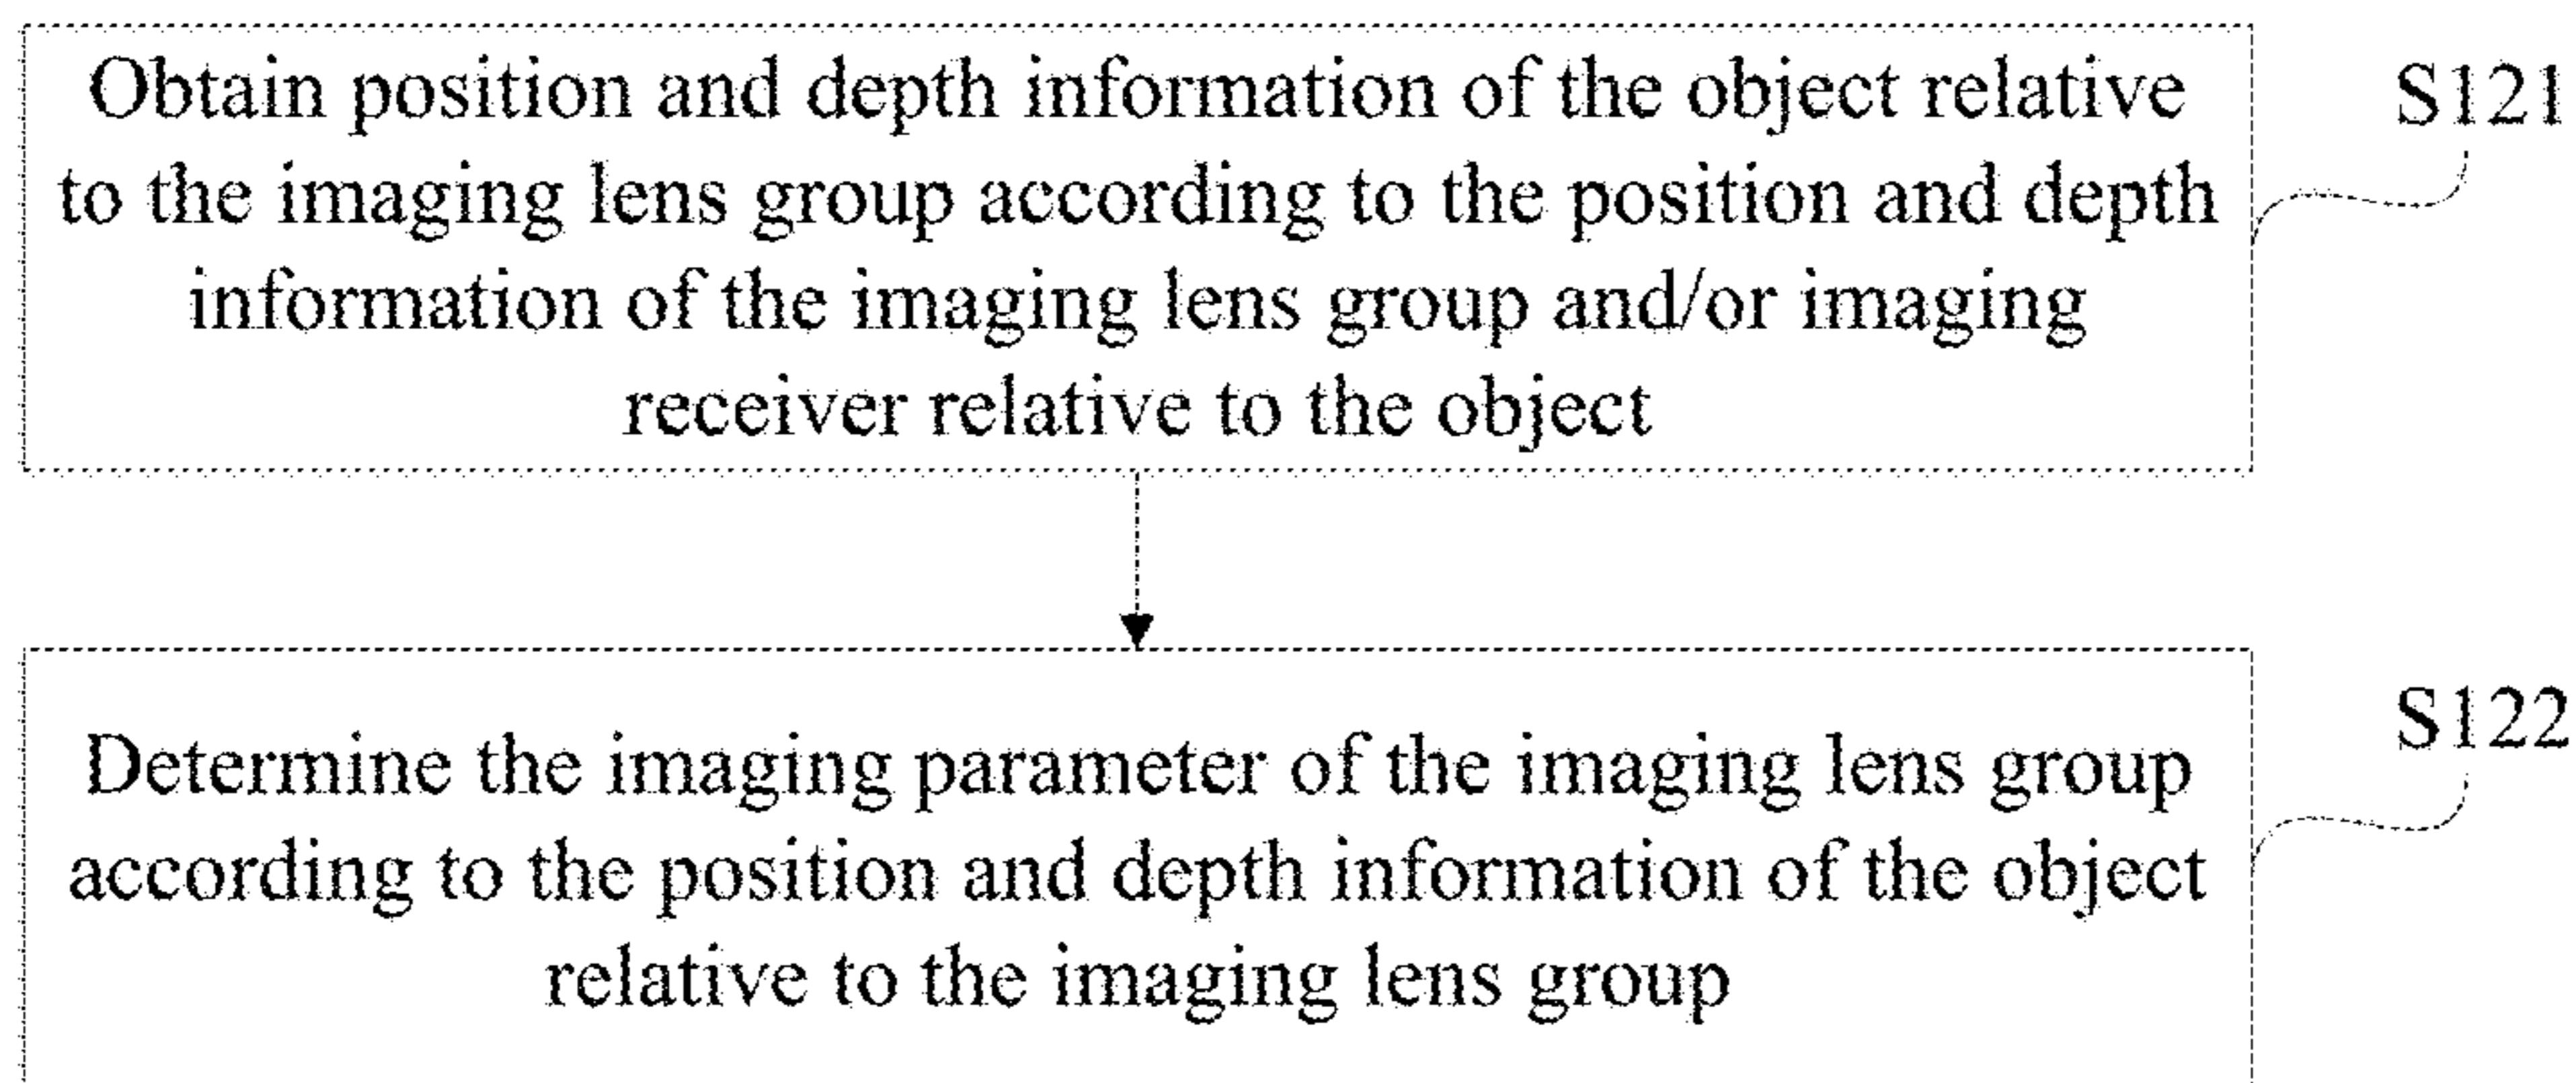 Obtain position and depth information of the object relative
to the imaging lens group according to the position and depth
information of the imaging lens group and/or imaging
receiver relative to the object
S121
Determine the imaging parameter of the imaging lens group
according to the position and depth information of the object
relative to the imaging lens group
S122